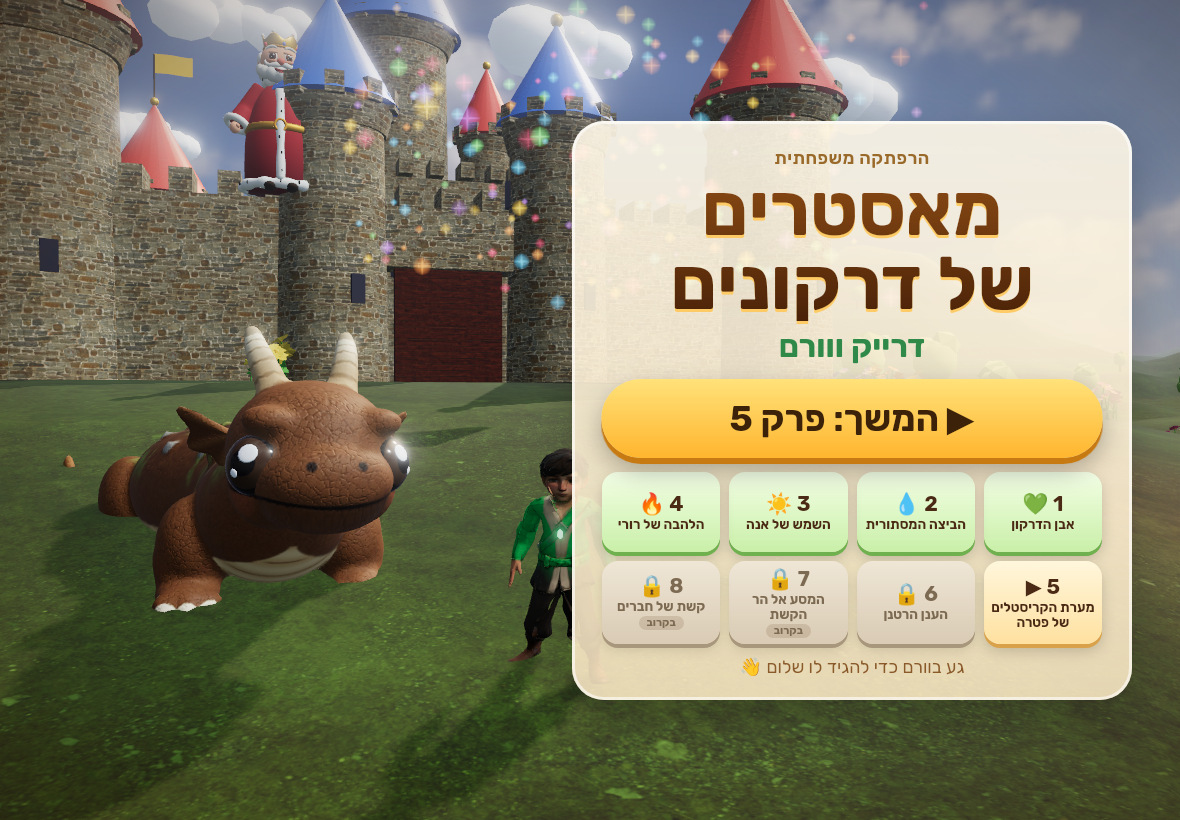 הרפתקה משפחתית
מאסטרים
של דרקונים
דרייק ווורם
▶ המשך: פרק 5
1 💚
אבן הדרקון
2 💧
הביצה המסתורית
3 ☀️
השמש של אנה
4 🔥
הלהבה של רורי
5 ▶
מערת הקריסטלים
של פטרה
6 🔒
הענן הרטנן
7 🔒
המסע אל הר
הקשת
בקרוב
8 🔒
קשת של חברים
בקרוב
גע בוורם כדי להגיד לו שלום 👋